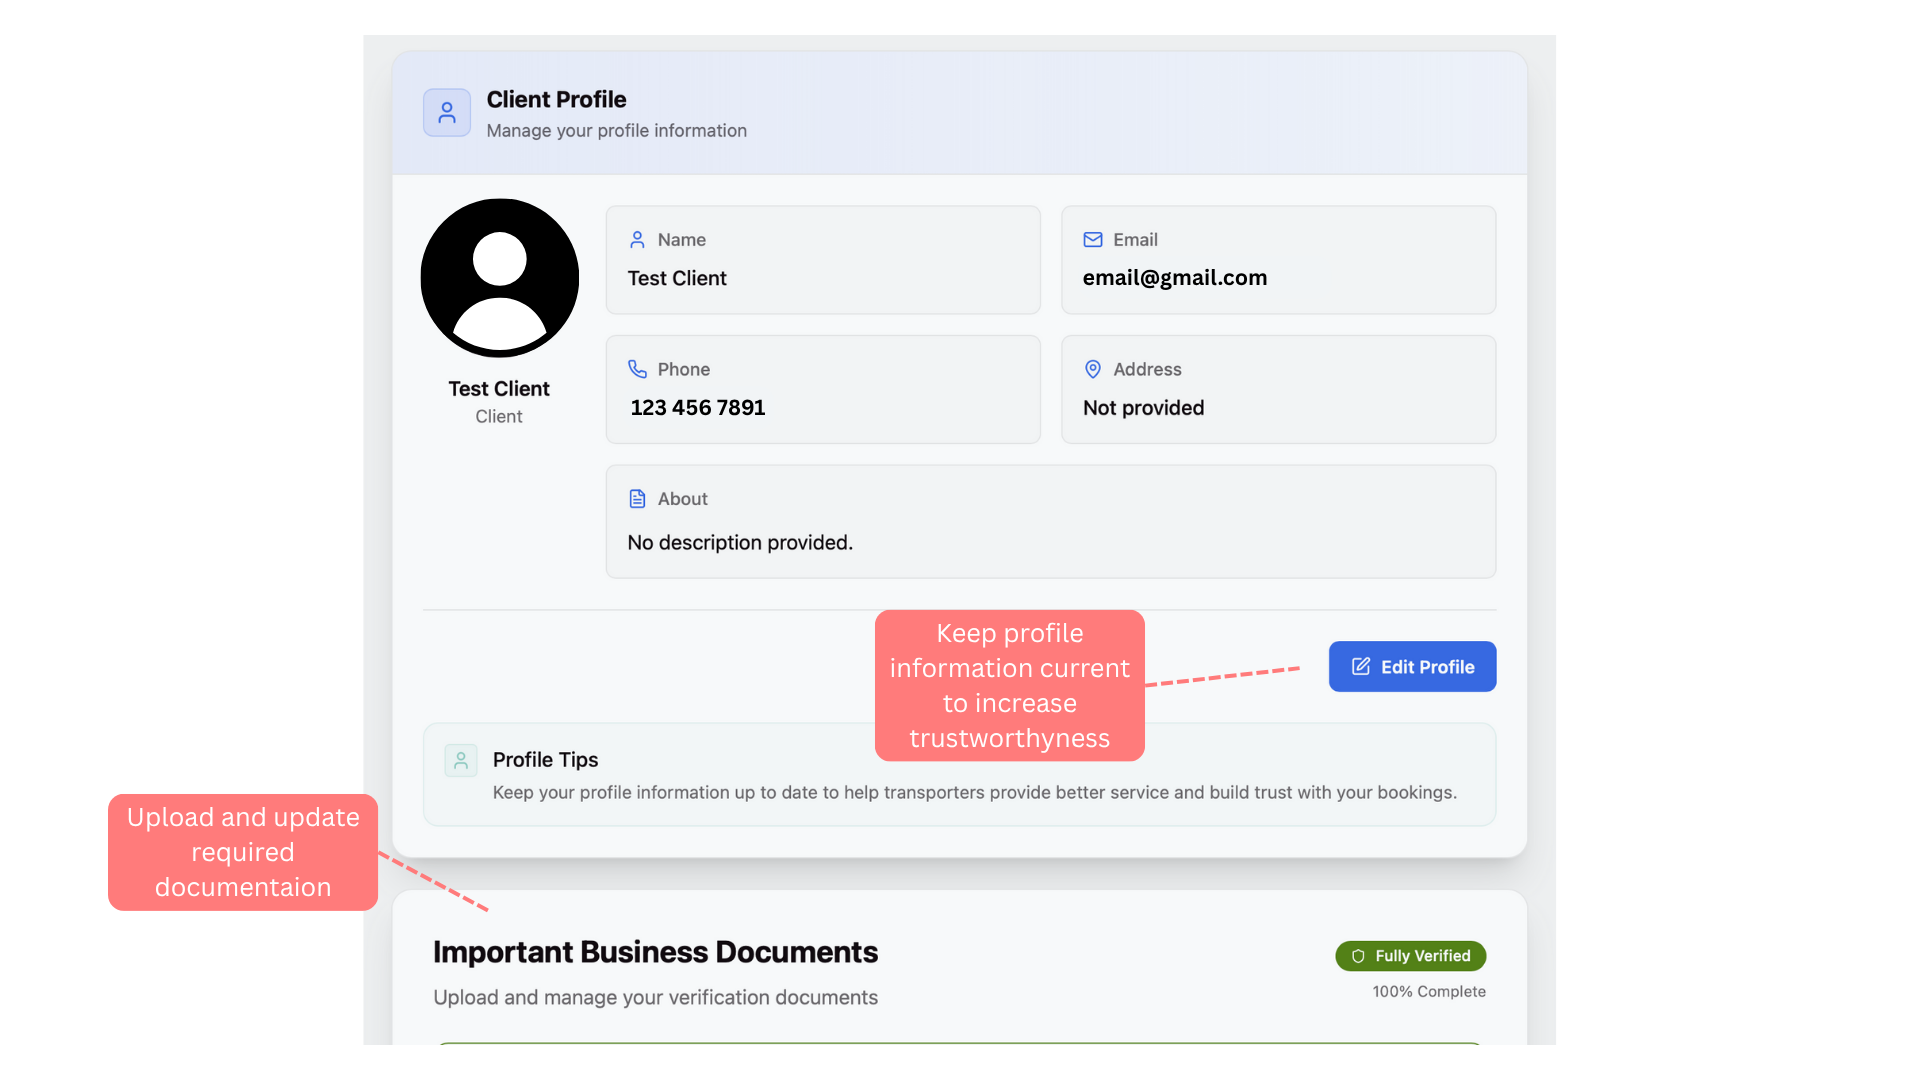 Client Profile
Manage your profile information
Test Client
Client
Name
Test Client
Email
email@gmail.com
Phone
123 456 7891
Address
Not provided
About
No description provided.
Keep profile
information current
to increase
trustworthyness
Edit Profile
Profile Tips
Keep your profile information up to date to help transporters provide better service and build trust with your bookings.
Upload and update
required
documentaion
Important Business Documents
Upload and manage your verification documents
Fully Verified
100% Complete